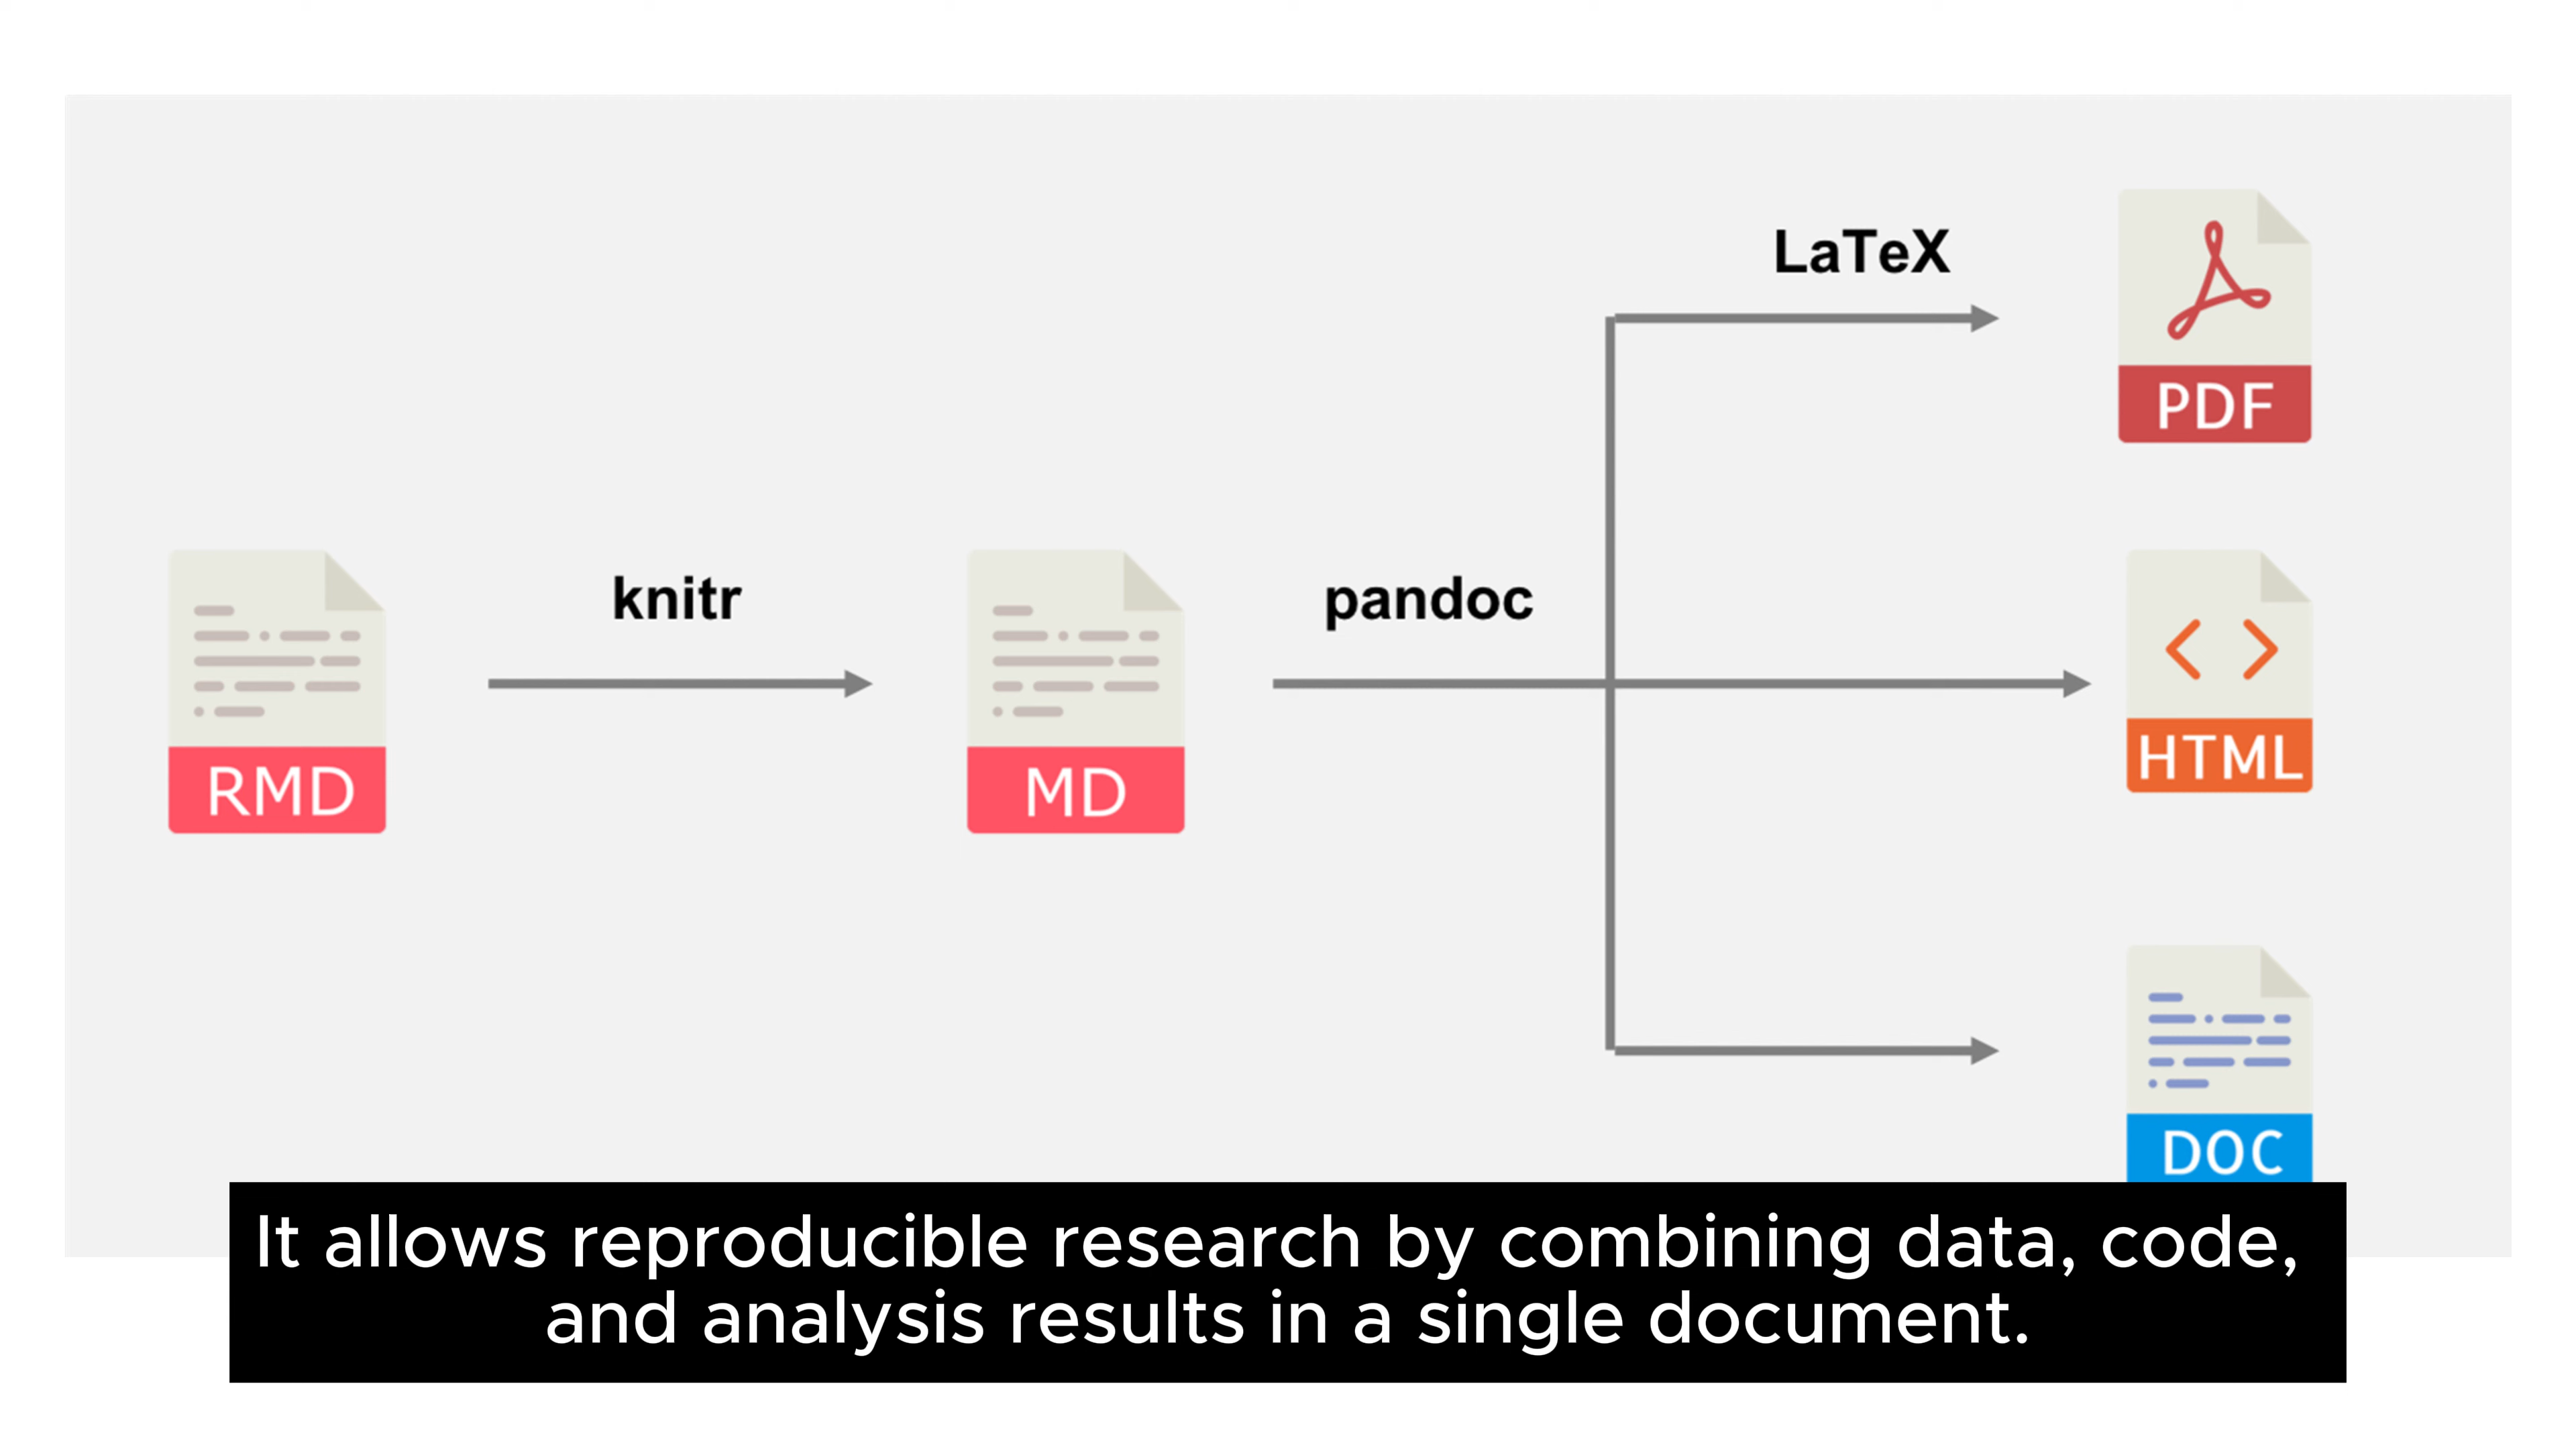 LaTeX
PDF
knitr
pandoc
RMD
MD
HTML
DOC
It allows reproducible research by combining data, code,
and analysis results in a single document.